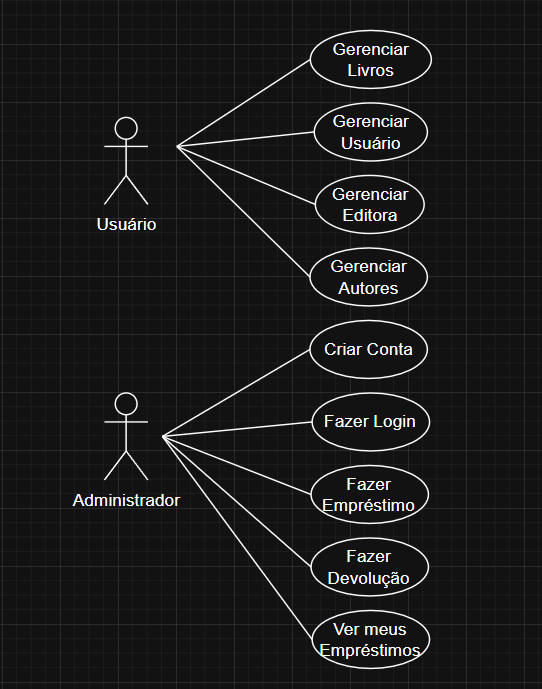 Gerenciar
Livros
Gerenciar
Usuário
Gerenciar
Editora
Gerenciar
Autores
Usuário
Criar Conta
Fazer Login
Fazer
Empréstimo
Fazer
Devolução
Ver meus
Empréstimos
Administrador